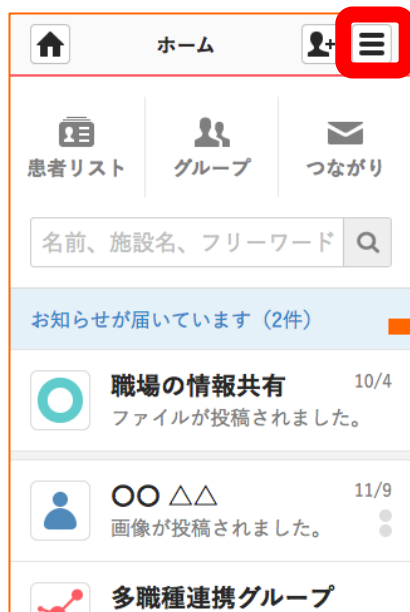 ホーム
患者リスト
グループ
つながり
名前、施設名、フリーワード
お知らせが届いています（2件）
職場の情報共有 10/4
ファイルが投稿されました。
〇〇 △△ 11/9
画像が投稿されました。
多職種連携グループ